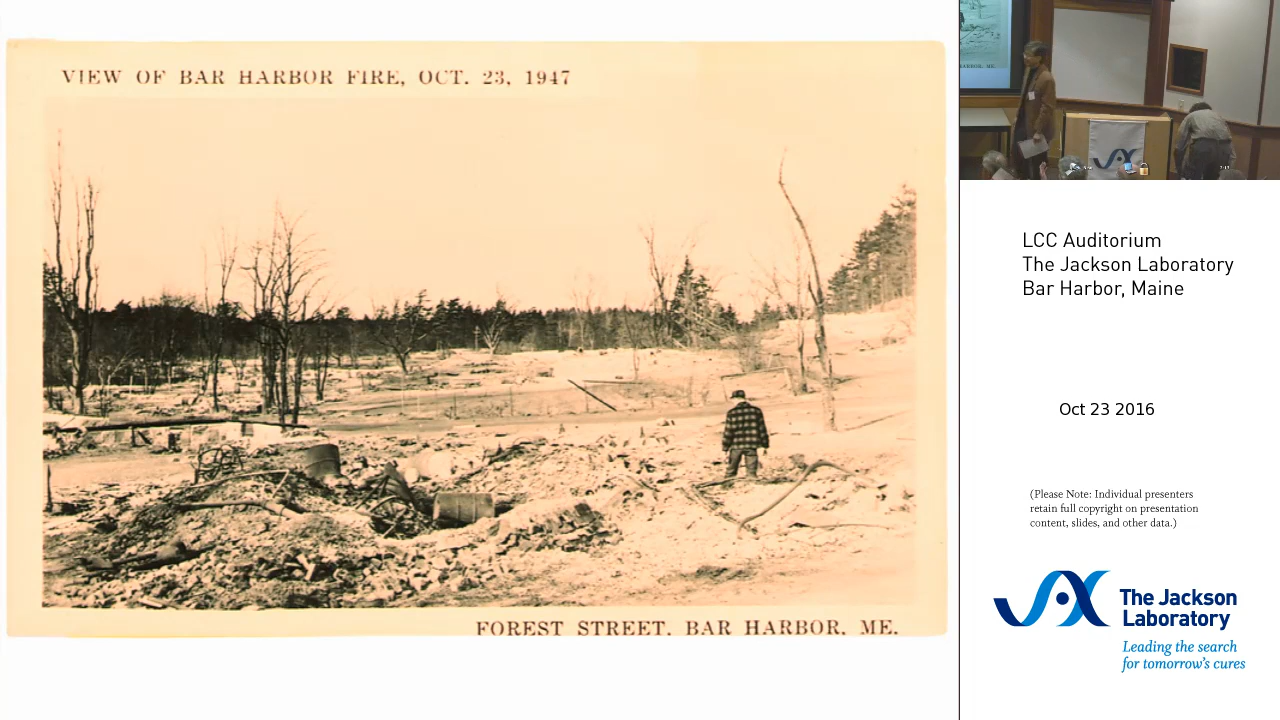 VIEW OF BAR HARBOR FIRE, OCT. 23, 1947
FOREST STREET. BAR HARBOR, ME.
LCC Auditorium
The Jackson Laboratory
Bar Harbor, Maine
Oct 23 2016
(Please Note: Individual presenters
retain full copyright on presentation
content, slides, and other data.)
The Jackson
Laboratory
Leading the search
for tomorrow's cures